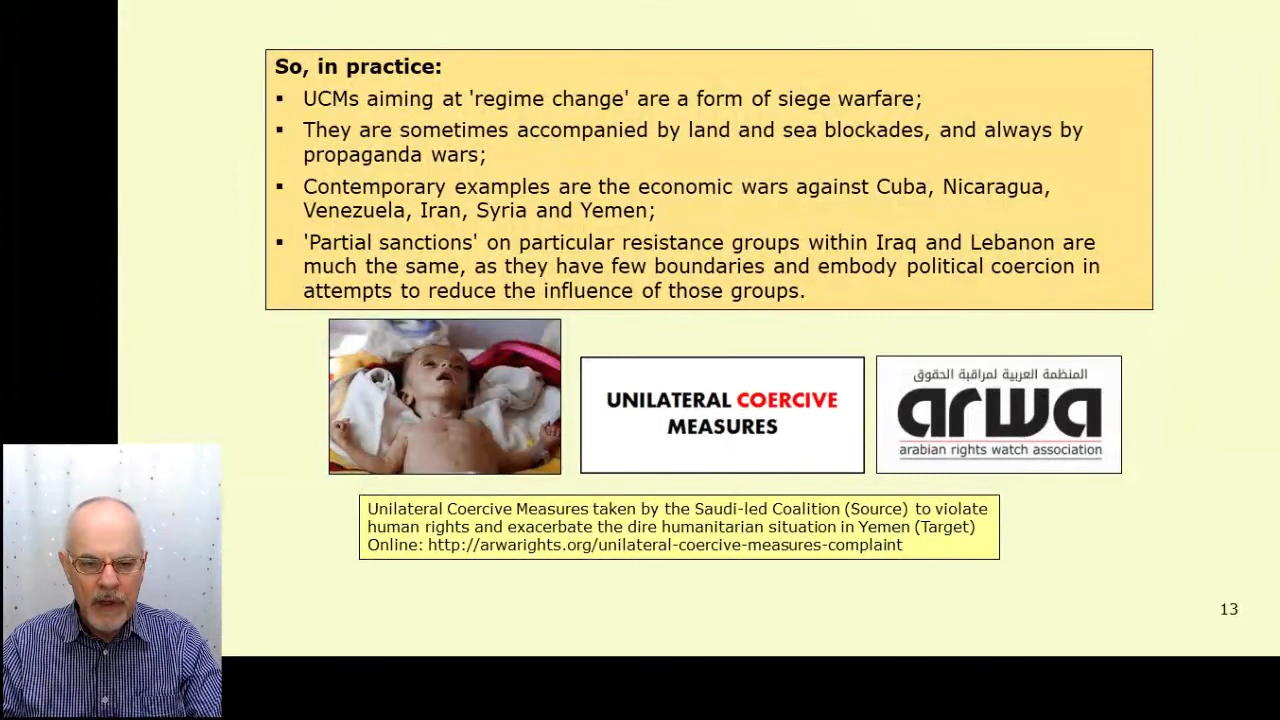 So, in practice:
▪ UCMs aiming at 'regime change' are a form of siege warfare;
▪ They are sometimes accompanied by land and sea blockades, and always by
propaganda wars;
▪ Contemporary examples are the economic wars against Cuba, Nicaragua,
Venezuela, Iran, Syria and Yemen;
▪ 'Partial sanctions' on particular resistance groups within Iraq and Lebanon are
much the same, as they have few boundaries and embody political coercion in
attempts to reduce the influence of those groups.
UNILATERAL COERCIVE
MEASURES
المنظمة العربية لمراقبة الحقوق
arwa
arabian rights watch association
Unilateral Coercive Measures taken by the Saudi-led Coalition (Source) to violate
human rights and exacerbate the dire humanitarian situation in Yemen (Target)
Online: http://arwarights.org/unilateral-coercive-measures-complaint
13